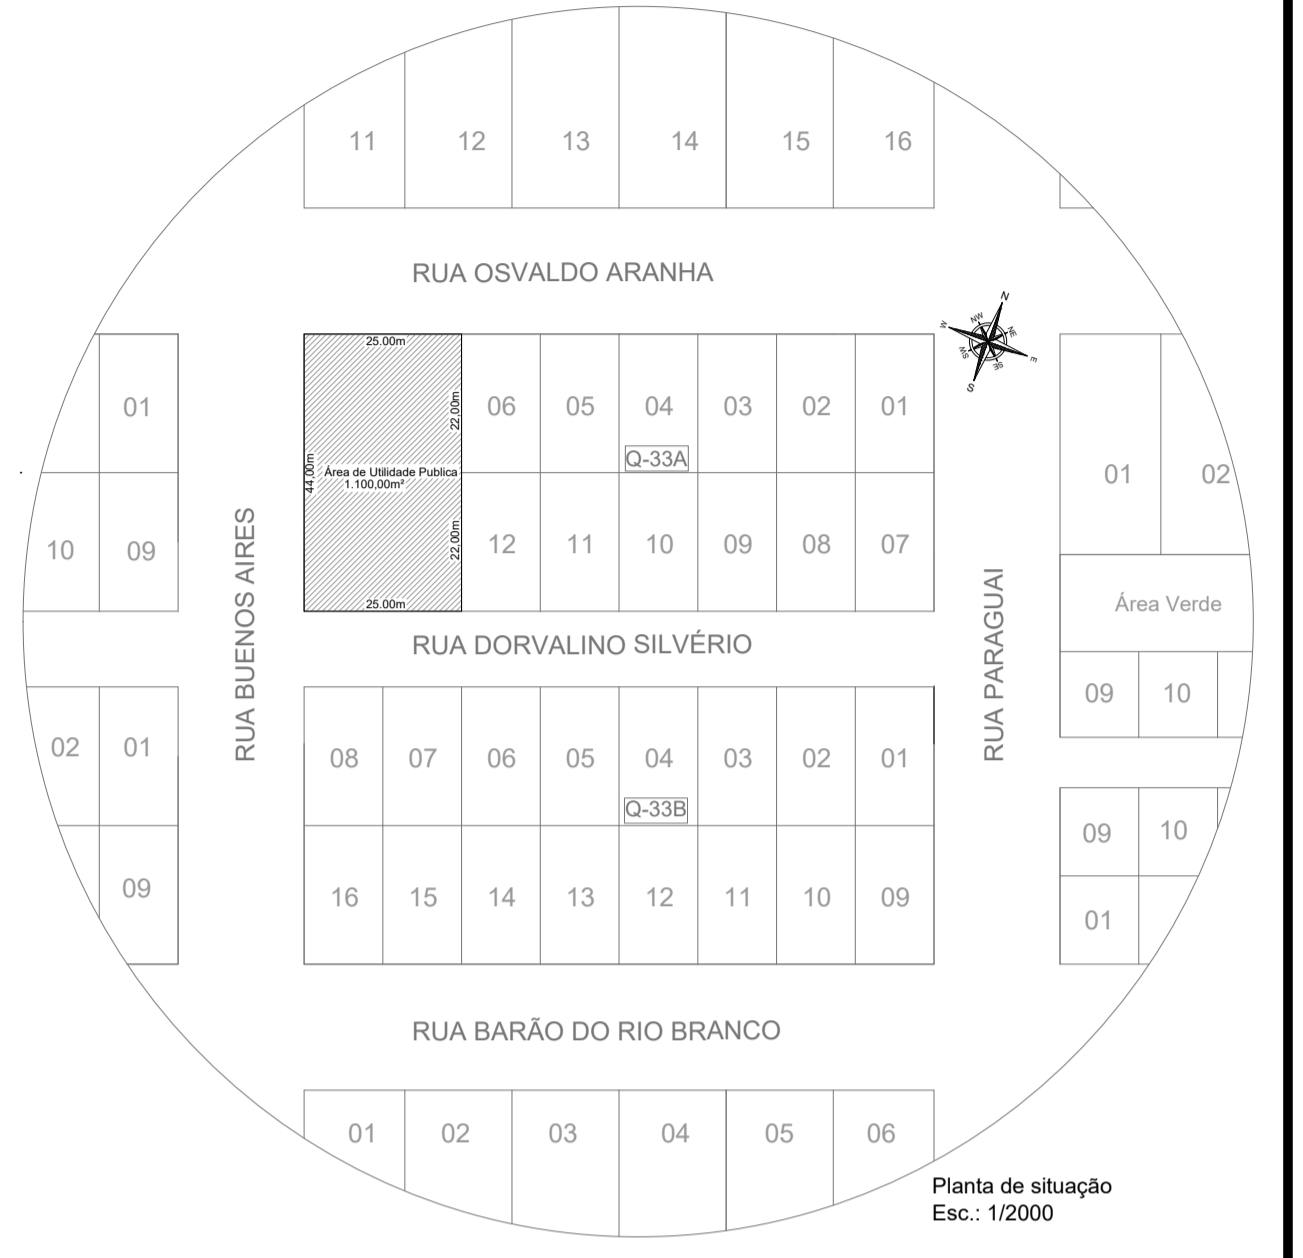 11 12 13 14 15 16
RUA OSVALDO ARANHA
N
NW NE
W E
SW SE
S
25.00m
01 22,00m 06 05 04 03 02 01
Q-33A
44,00m Área de Utilidade Publica
1.100,00m²
01 02
10 09 22,00m 12 11 10 09 08 07
25.00m
Área Verde
RUA BUENOS AIRES
RUA DORVALINO SILVÉRIO
RUA PARAGUAI
09 10
02 01 08 07 06 05 04 03 02 01
Q-33B
09 10
09 16 15 14 13 12 11 10 09
01
RUA BARÃO DO RIO BRANCO
01 02 03 04 05 06
Planta de situação
Esc.: 1/2000